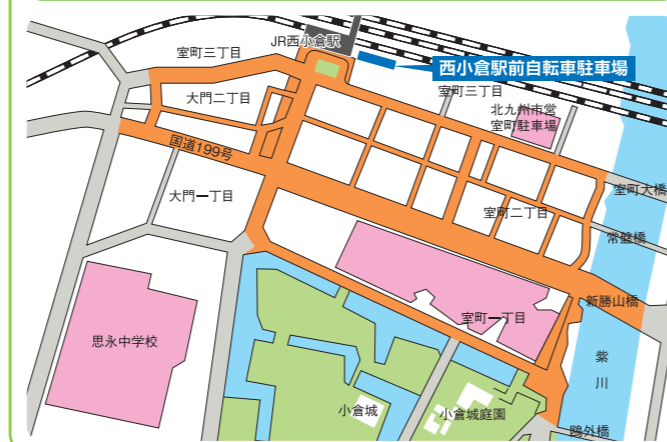 JR西小倉駅
室町三丁目
西小倉駅前自転車駐車場
室町三丁目
大門二丁目
北九州市営
室町駐車場
国道199号
大門一丁目
室町大橋
室町二丁目
常盤橋
新勝山橋
室町一丁目
思永中学校
紫川
小倉城
小倉城庭園
鴎外橋